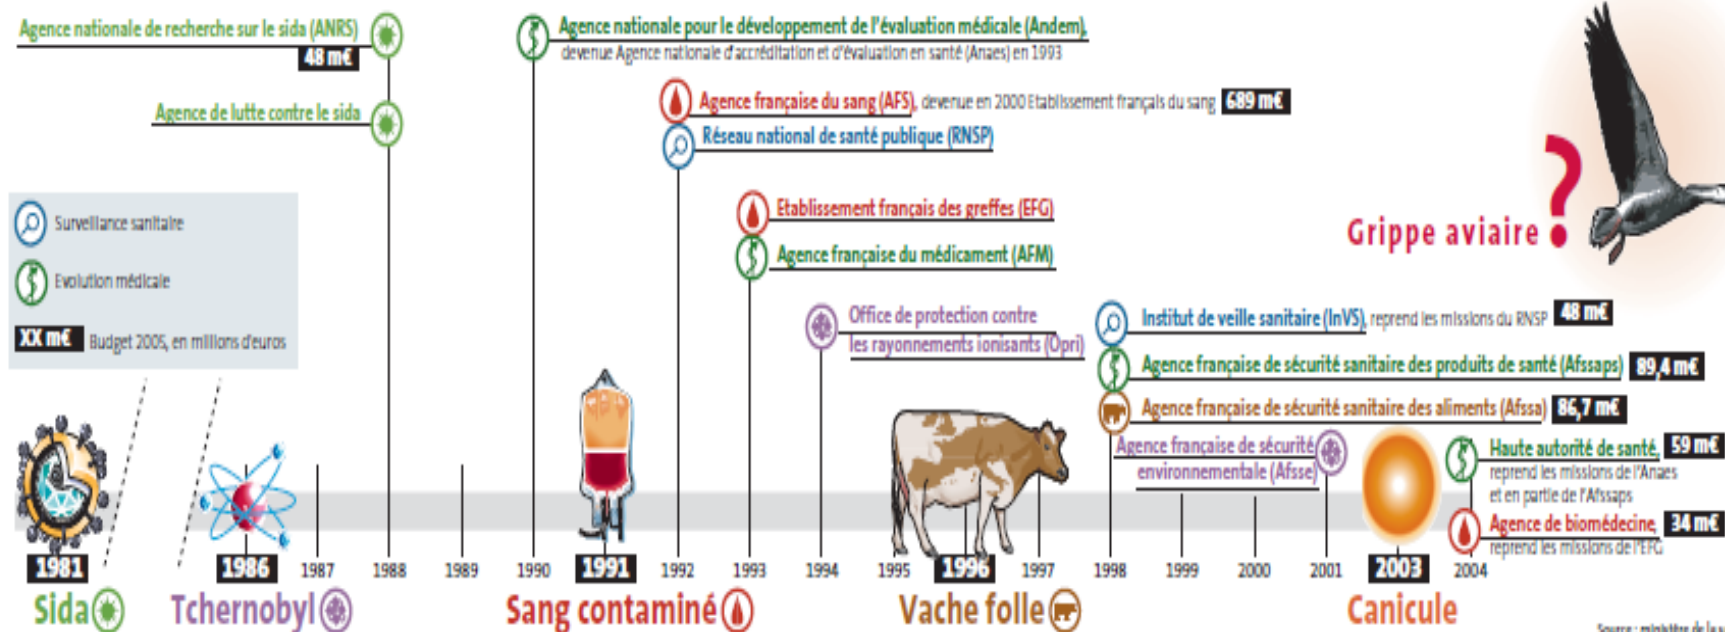 Agence nationale de recherche sur le sida (ANRS)
48 m€
Agence de lutte contre le sida
Agence nationale pour le développement de l'évaluation médicale (Andem),
devenue Agence nationale d'accréditation et d'évaluation en santé (Anaes) en 1993
Agence française du sang (AFS), devenue en 2000 Etablissement français du sang 689 m€
Réseau national de santé publique (RNSP)
Etablissement français des greffes (EFG)
Agence française du médicament (AFM)
Grippe aviaire ?
Surveillance sanitaire
Evolution médicale
XX m€ Budget 2005, en millions d'euros
Office de protection contre
les rayonnements ionisants (Opri)
Institut de veille sanitaire (InVS), reprend les missions du RNSP 48 m€
Agence française de sécurité sanitaire des produits de santé (Afssaps) 89,4 m€
Agence française de sécurité sanitaire des aliments (Afssa) 86,7 m€
Agence française de sécurité
environnementale (Afsse)
Haute autorité de santé, 59 m€
reprend les missions de l'Anaes
et en partie de l'Afssaps
Agence de biomédecine, 34 m€
reprend les missions de l'EFG
1981 1986 1987 1988 1989 1990 1991 1992 1993 1994 1995 1996 1997 1998 1999 2000 2001 2003 2004
Sida Tchernobyl Sang contaminé Vache folle Canicule
Source : ministère de la